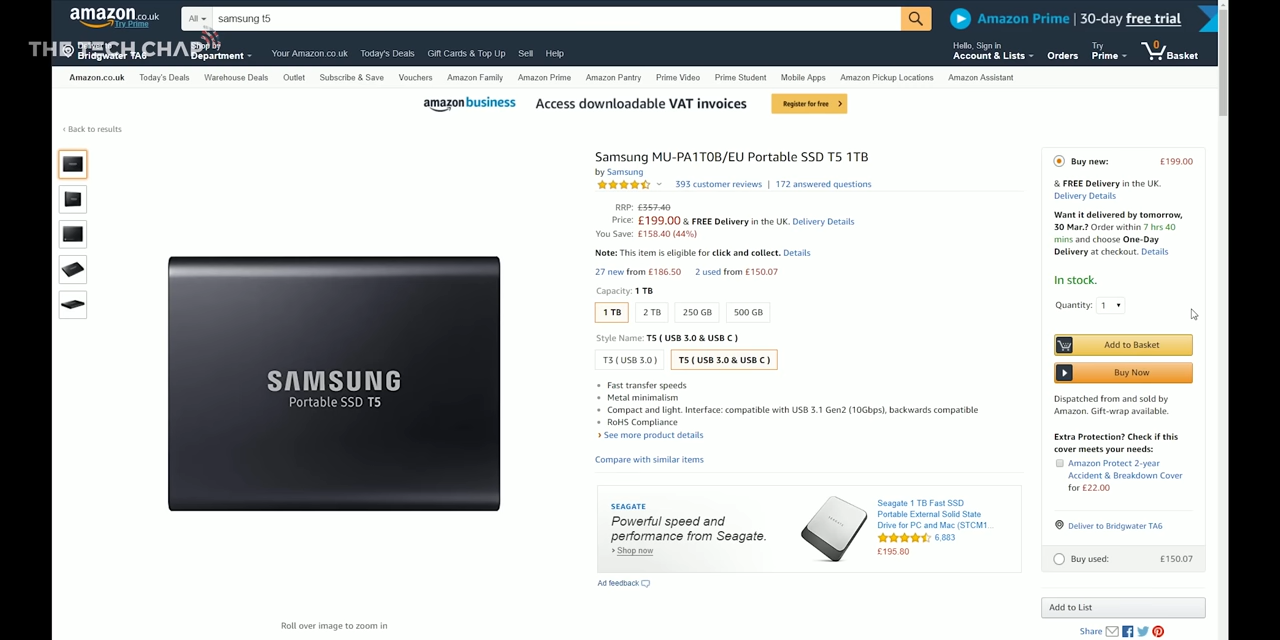 amazon.co.uk
Try Prime
All
samsung t5
Amazon Prime | 30-day free trial
THE TECH CHAP
Deliver to
Bridgwater TA6
Shop by
Department
Your Amazon.co.uk
Today's Deals
Gift Cards & Top Up
Sell
Help
Hello, Sign in
Account & Lists
Orders
Try
Prime
0
Basket
Amazon.co.uk
Today's Deals
Warehouse Deals
Outlet
Subscribe & Save
Vouchers
Amazon Family
Amazon Prime
Amazon Pantry
Prime Video
Prime Student
Mobile Apps
Amazon Pickup Locations
Amazon Assistant
amazon business
Access downloadable VAT invoices
Register for free
‹ Back to results
SAMSUNG
Portable SSD T5
Roll over image to zoom in
Samsung MU-PA1T0B/EU Portable SSD T5 1TB
by Samsung
393 customer reviews | 172 answered questions
RRP: £357.40
Price: £199.00 & FREE Delivery in the UK. Delivery Details
You Save: £158.40 (44%)
Note: This item is eligible for click and collect. Details
27 new from £186.50 2 used from £150.07
Capacity: 1 TB
1 TB
2 TB
250 GB
500 GB
Style Name: T5 ( USB 3.0 & USB C )
T3 ( USB 3.0 )
T5 ( USB 3.0 & USB C )
Fast transfer speeds
Metal minimalism
Compact and light. Interface: compatible with USB 3.1 Gen2 (10Gbps), backwards compatible
RoHS Compliance
› See more product details
Compare with similar items
SEAGATE
Powerful speed and
performance from Seagate.
› Shop now
SEAGATE
Seagate 1 TB Fast SSD
Portable External Solid State
Drive for PC and Mac (STCM1...
6,883
£195.80
Ad feedback
Buy new: £199.00
& FREE Delivery in the UK.
Delivery Details
Want it delivered by tomorrow,
30 Mar.? Order within 7 hrs 40
mins and choose One-Day
Delivery at checkout. Details
In stock.
Quantity: 1
Add to Basket
Buy Now
Dispatched from and sold by
Amazon. Gift-wrap available.
Extra Protection? Check if this
cover meets your needs:
Amazon Protect 2-year
Accident & Breakdown Cover
for £22.00
Deliver to Bridgwater TA6
Buy used: £150.07
Add to List
Share